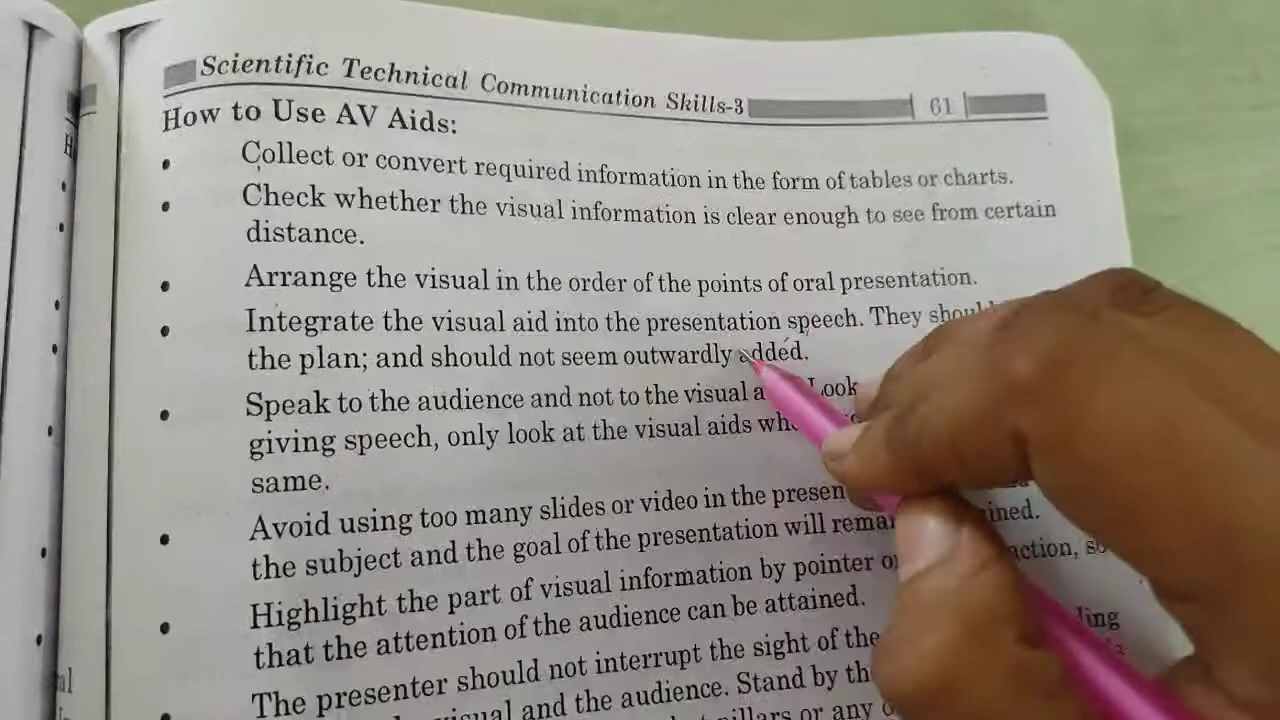 Scientific Technical Communication Skills-3 61
How to Use AV Aids:
• Collect or convert required information in the form of tables or charts.
• Check whether the visual information is clear enough to see from certain
distance.
• Arrange the visual in the order of the points of oral presentation.
• Integrate the visual aid into the presentation speech. They
the plan; and should not seem outwardly added.
• Speak to the audience and not to the visual Look
giving speech, only look at the visual aids
same.
• Avoid using too many slides or video in the
the subject and the goal of the presentation will
• Highlight the part of visual information by pointer
that the attention of the audience can be attained.
• The presenter should not interrupt the sight of the
visual and the audience. Stand by
pillars or any